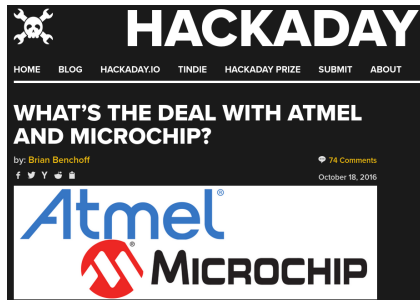 HACKADAY
HOME BLOG HACKADAY.IO TINDIE HACKADAY PRIZE SUBMIT ABOUT
WHAT'S THE DEAL WITH ATMEL
AND MICROCHIP?
by: Brian Benchoff 74 Comments
October 18, 2016
Atmel®
MICROCHIP